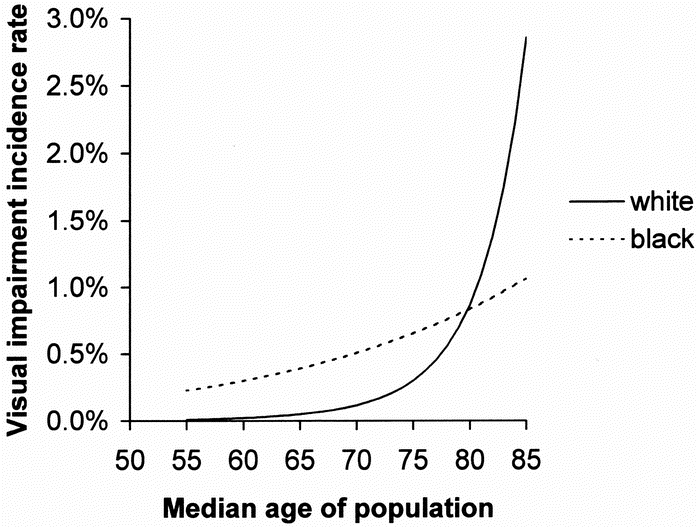 Visual impairment incidence rate
3.0%
2.5%
2.0%
1.5%
1.0%
0.5%
0.0%
50 55 60 65 70 75 80 85
Median age of population
white
black